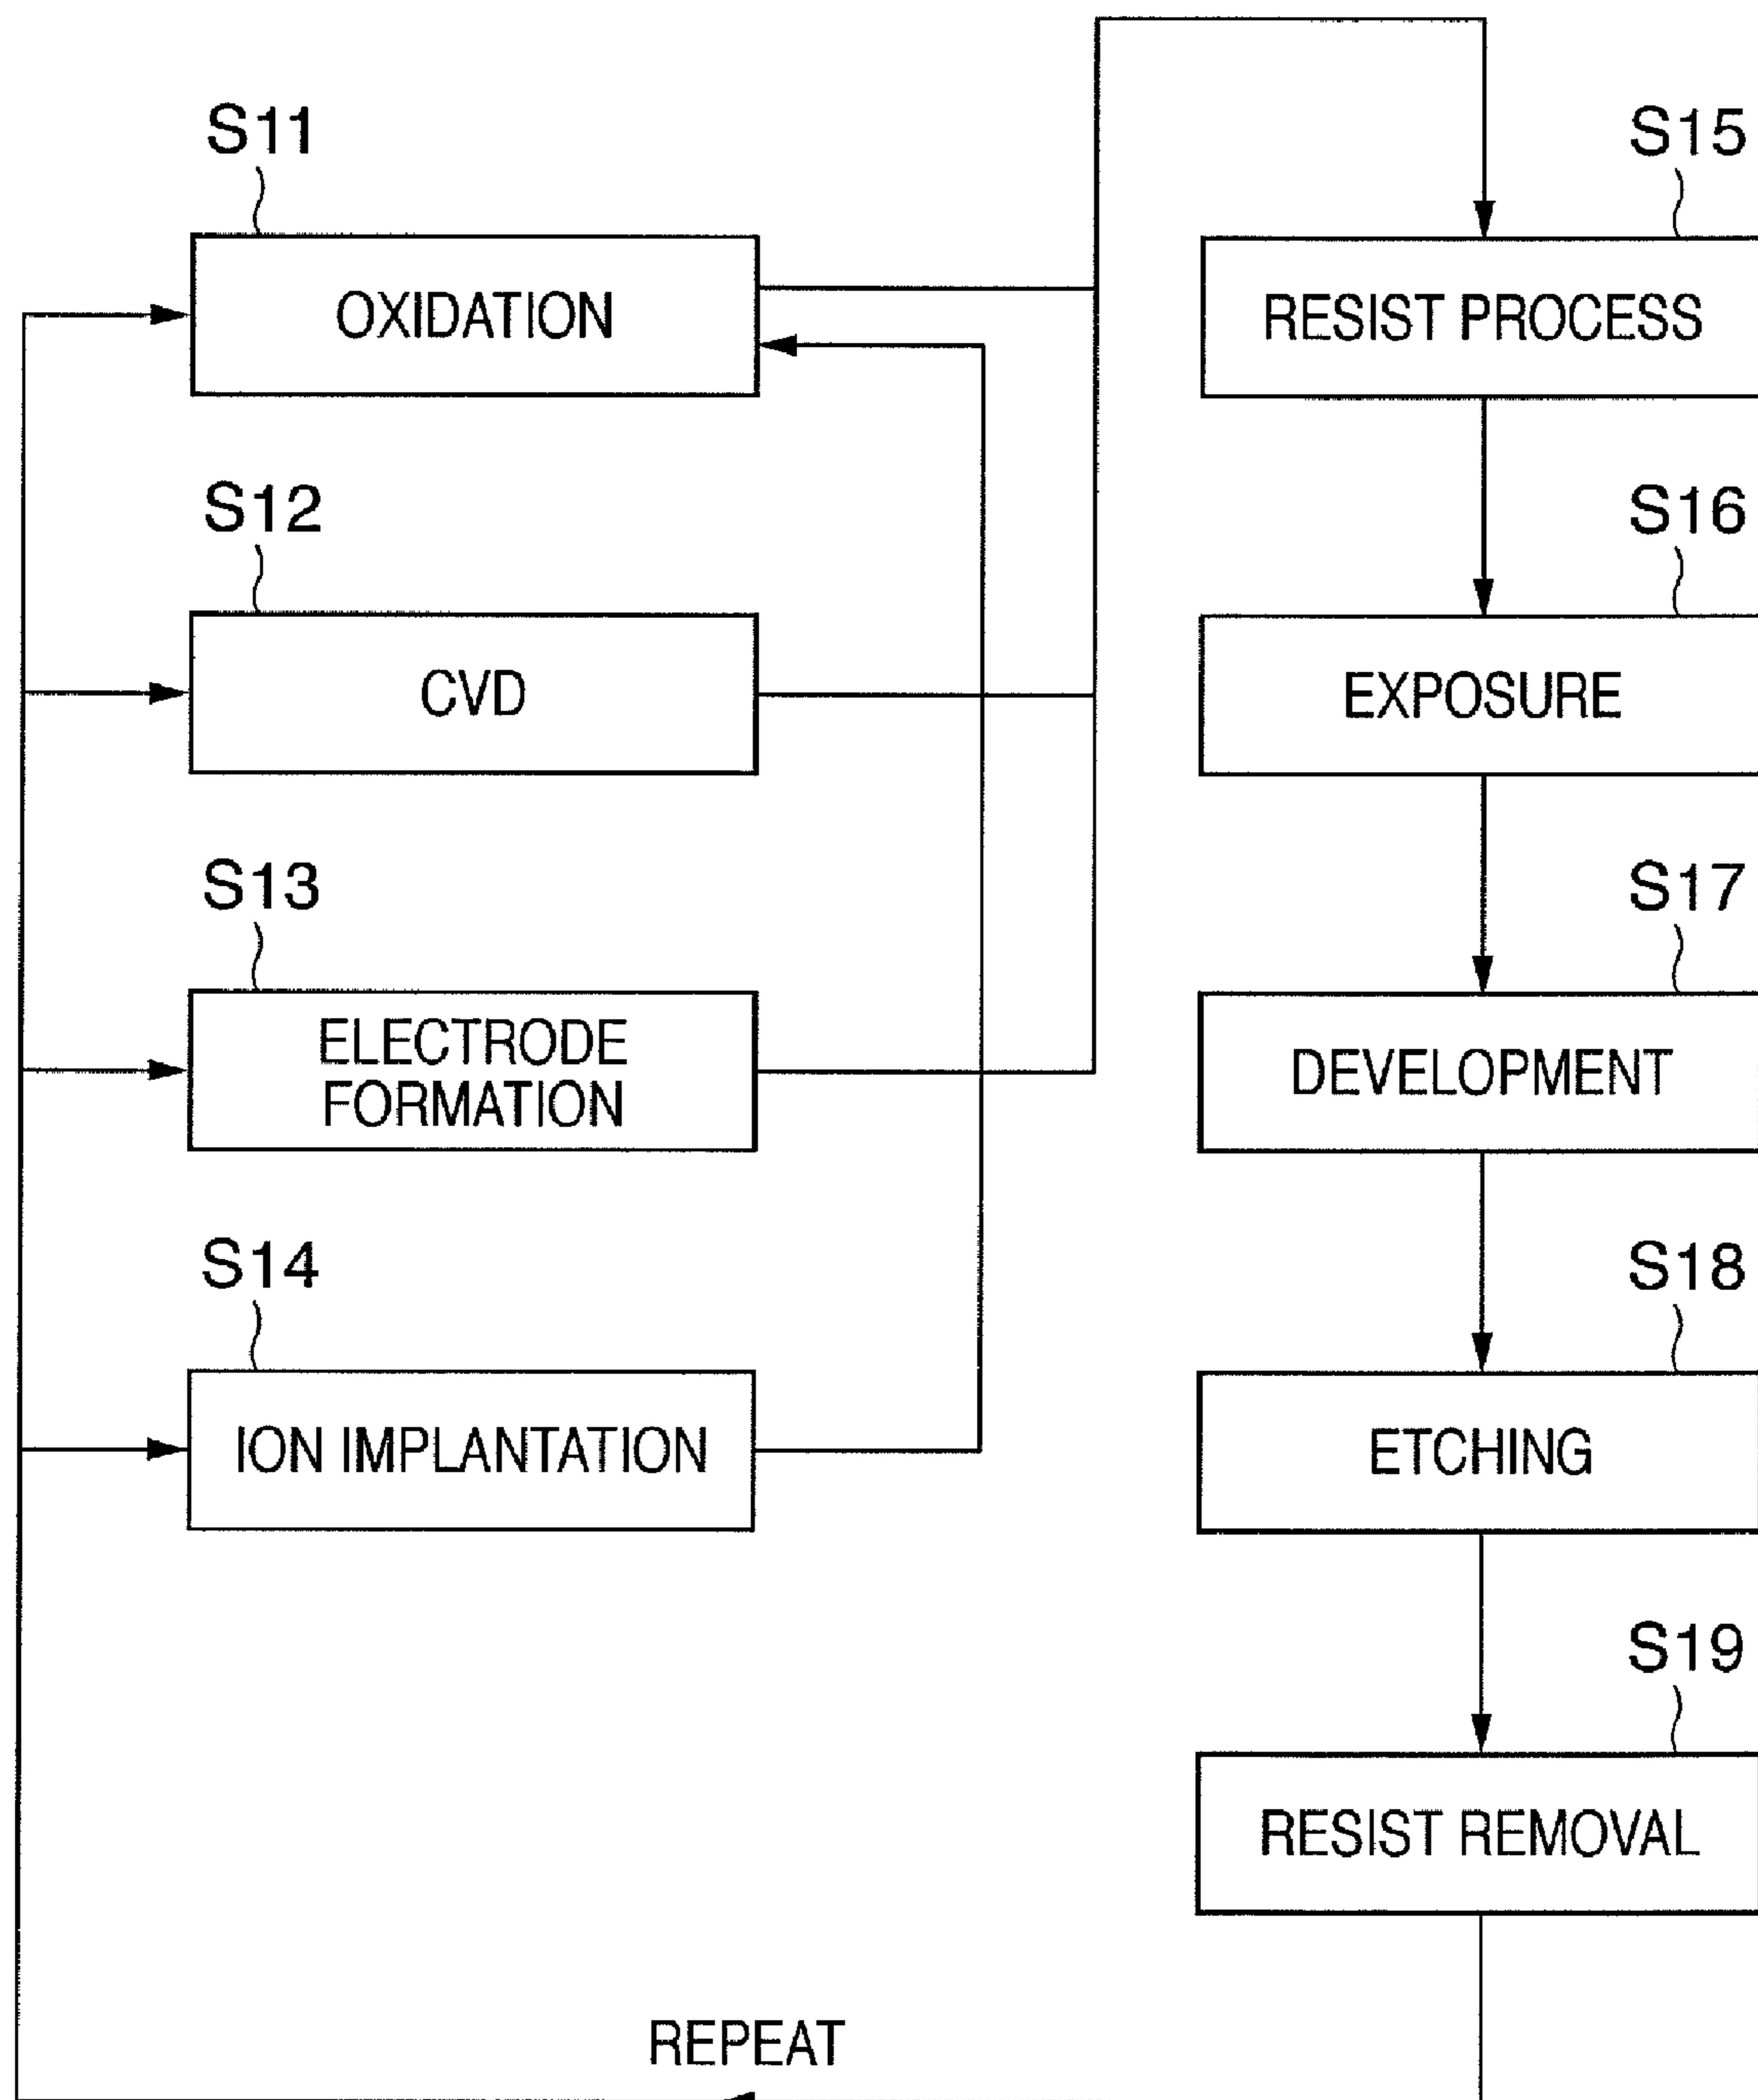 S11
OXIDATION
S12
CVD
S13
ELECTRODE
FORMATION
S14
ION IMPLANTATION
S15
RESIST PROCESS
S16
EXPOSURE
S17
DEVELOPMENT
S18
ETCHING
S19
RESIST REMOVAL
REPEAT